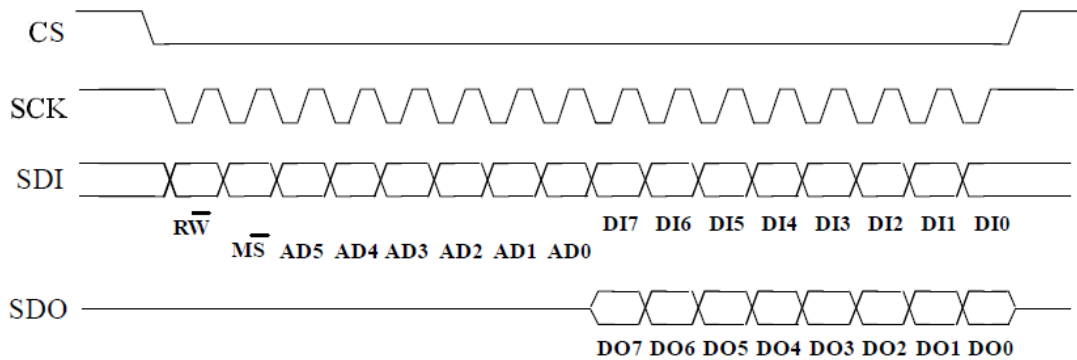 CS
SCK
SDI
RW̅ DI7 DI6 DI5 DI4 DI3 DI2 DI1 DI0
MS̅ AD5 AD4 AD3 AD2 AD1 AD0
SDO
DO7 DO6 DO5 DO4 DO3 DO2 DO1 DO0